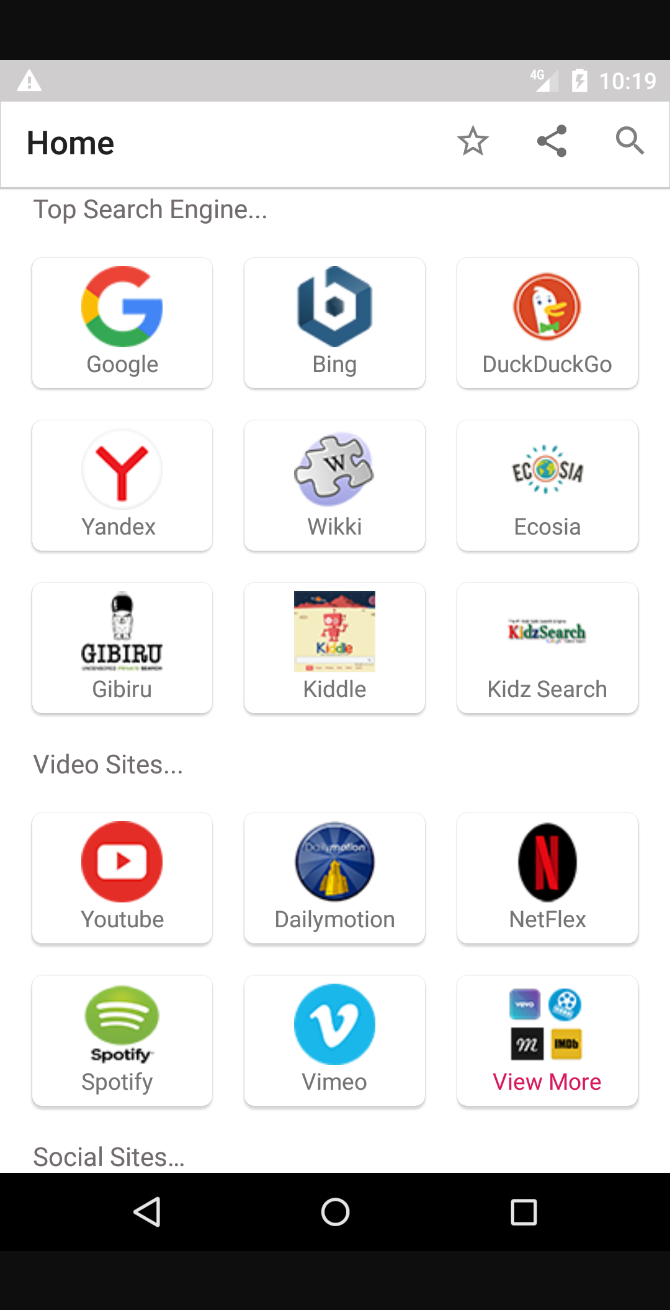 4G 10:19
Home
Top Search Engine...
Google
Bing
DuckDuckGo
Yandex
W
Wikki
ECOSIA
Ecosia
GIBIRU
UNCENSORED PRIVATE SEARCH
Gibiru
Kiddle
Kiddle
KidzSearch
Kidz Search
Video Sites...
Youtube
Dailymotion
Dailymotion
NetFlex
Spotify
Spotify
Vimeo
vevo
IMDb
View More
Social Sites...